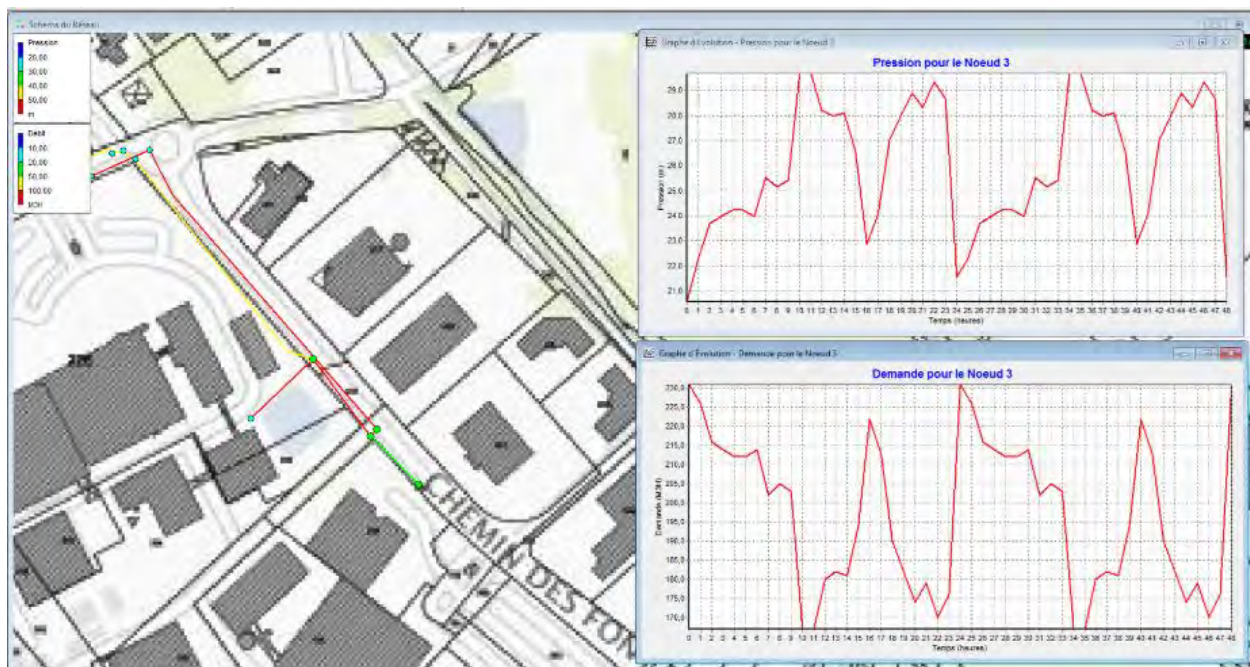 Schéma du Réseau
Pression
20,00
30,00
40,00
50,00
m
Débit
10,00
20,00
50,00
100,00
M3H
CHEMIN DES FOR
Graphe d'Evolution - Pression pour le Noeud 3
Pression pour le Noeud 3
Pression (m)
29,0
28,0
27,0
26,0
25,0
24,0
23,0
22,0
21,0
0 1 2 3 4 5 6 7 8 9 10 11 12 13 14 15 16 17 18 19 20 21 22 23 24 25 26 27 28 29 30 31 32 33 34 35 36 37 38 39 40 41 42 43 44 45 46 47 48
Temps (heures)
Graphe d'Evolution - Demande pour le Noeud 3
Demande pour le Noeud 3
Demande (M3H)
230,0
225,0
220,0
215,0
210,0
205,0
200,0
195,0
190,0
185,0
180,0
175,0
170,0
0 1 2 3 4 5 6 7 8 9 10 11 12 13 14 15 16 17 18 19 20 21 22 23 24 25 26 27 28 29 30 31 32 33 34 35 36 37 38 39 40 41 42 43 44 45 46 47 48
Temps (heures)